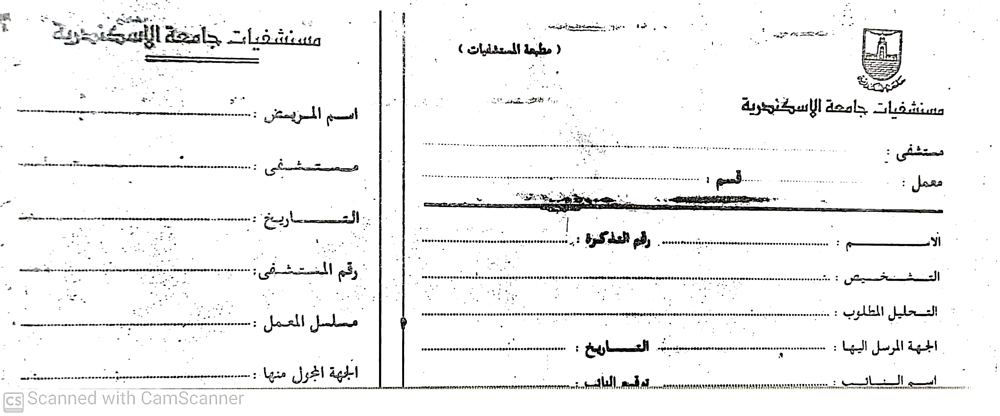 ( مطبعة المستشفيات )
مستشفيات جامعة الإسكندرية
مستشفى :
معمل : قسم :
الاسم : رقم التذكرة :
التشخيص :
التحليل المطلوب :
الجهة المرسل اليها : التاريخ :
اسم النائب : توقيع النائب :
مستشفيات جامعة الإسكندرية
اسم المريض :
مستشفى :
التاريخ :
رقم المستشفى :
مسلسل المعمل :
الجهة المحول منها :
CS Scanned with CamScanner